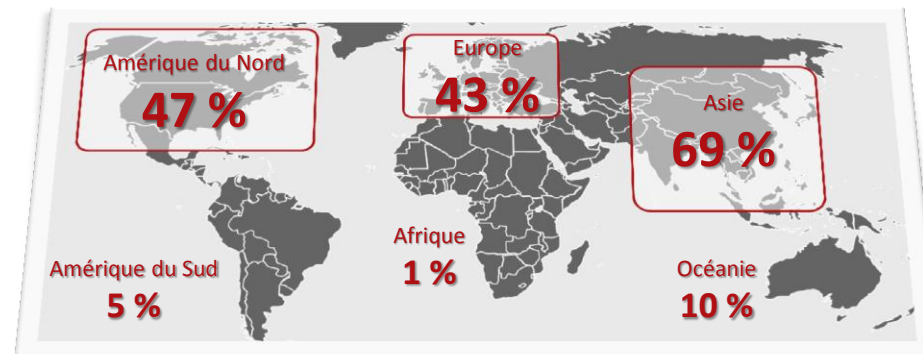 Amérique du Nord
47 %
Europe
43 %
Asie
69 %
Afrique
1 %
Amérique du Sud
5 %
Océanie
10 %